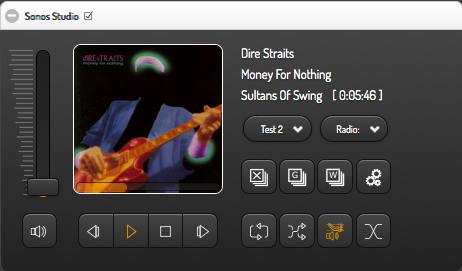 Sonos Studio
DIRE STRAITS
money for nothing
Dire Straits
Money For Nothing
Sultans Of Swing [ 0:05:46 ]
Test 2
Radio:
X
G
W